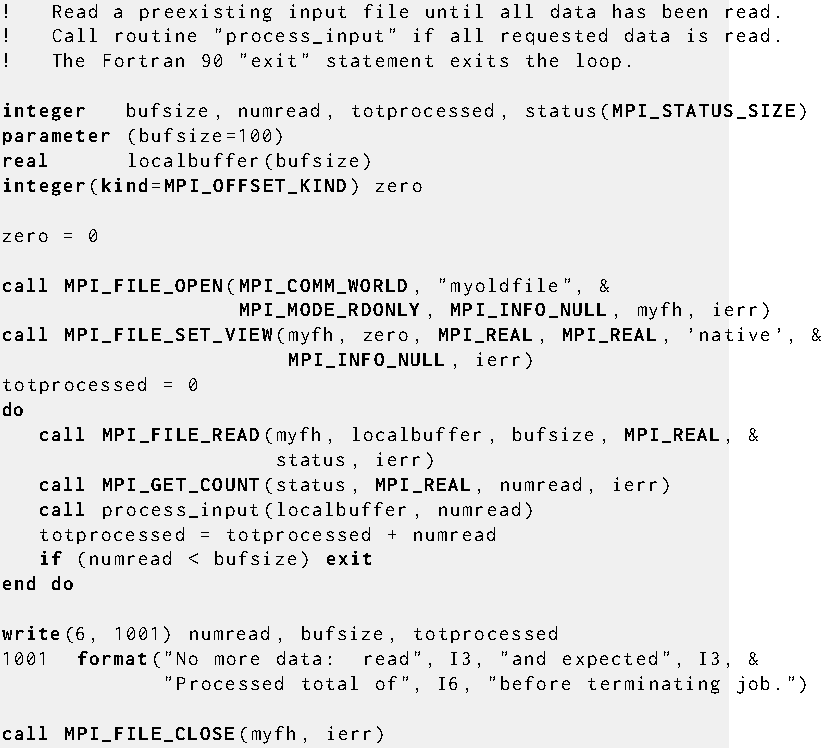 !   Read a preexisting input file until all data has been read.
!   Call routine "process_input" if all requested data is read.
!   The Fortran 90 "exit" statement exits the loop.

integer   bufsize, numread, totprocessed, status(MPI_STATUS_SIZE)
parameter (bufsize=100)
real      localbuffer(bufsize)
integer(kind=MPI_OFFSET_KIND) zero

zero = 0

call MPI_FILE_OPEN(MPI_COMM_WORLD, "myoldfile", &
                   MPI_MODE_RDONLY, MPI_INFO_NULL, myfh, ierr)
call MPI_FILE_SET_VIEW(myfh, zero, MPI_REAL, MPI_REAL, 'native', &
                       MPI_INFO_NULL, ierr)
totprocessed = 0
do
   call MPI_FILE_READ(myfh, localbuffer, bufsize, MPI_REAL, &
                      status, ierr)
   call MPI_GET_COUNT(status, MPI_REAL, numread, ierr)
   call process_input(localbuffer, numread)
   totprocessed = totprocessed + numread
   if (numread < bufsize) exit
end do

write(6, 1001) numread, bufsize, totprocessed
1001  format("No more data:  read", I3, "and expected", I3, &
             "Processed total of", I6, "before terminating job.")

call MPI_FILE_CLOSE(myfh, ierr)